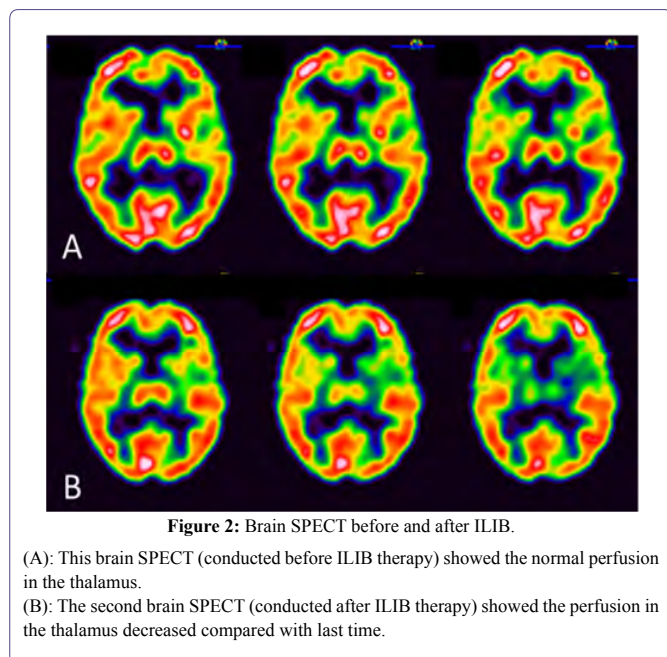 A
B
Figure 2: Brain SPECT before and after ILIB.
(A): This brain SPECT (conducted before ILIB therapy) showed the normal perfusion
in the thalamus.
(B): The second brain SPECT (conducted after ILIB therapy) showed the perfusion in
the thalamus decreased compared with last time.